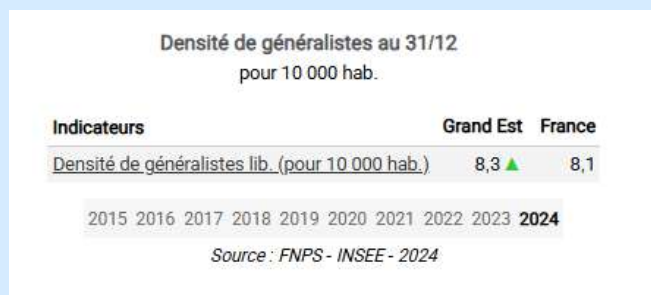 Densité de généralistes au 31/12
pour 10 000 hab.
Indicateurs Grand Est France
Densité de généralistes lib. (pour 10 000 hab.) 8,3 ▲ 8,1
2015 2016 2017 2018 2019 2020 2021 2022 2023 2024
Source : FNPS - INSEE - 2024